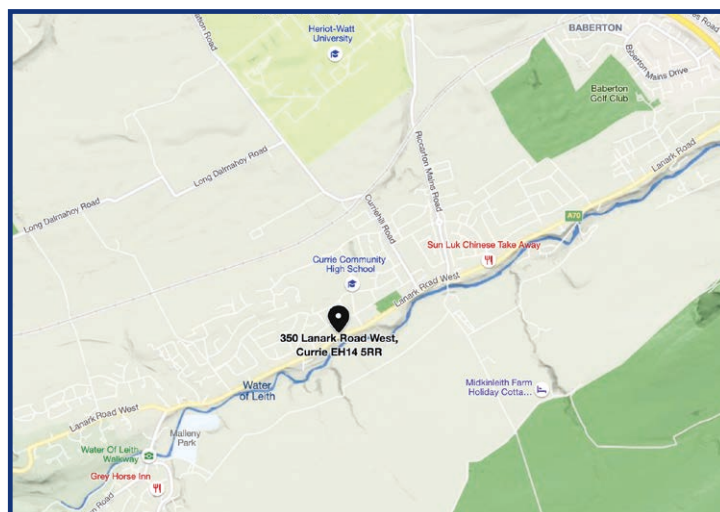 Heriot-Watt
University
BABERTON
Baberton
Mains Drive
Baberton
Golf Club
Long Dalmahoy Road
Long Dalmahoy Road
Riccarton Mains Road
Curriehill Road
Lanark Road
A70
Sun Luk Chinese Take Away
Currie Community
High School
Lanark Road West
350 Lanark Road West,
Currie EH14 5RR
Water
of Leith
Midkinleith Farm
Holiday Cotta...
Lanark Road West
Malleny
Park
Water Of Leith
Walkway
Grey Horse Inn
Road